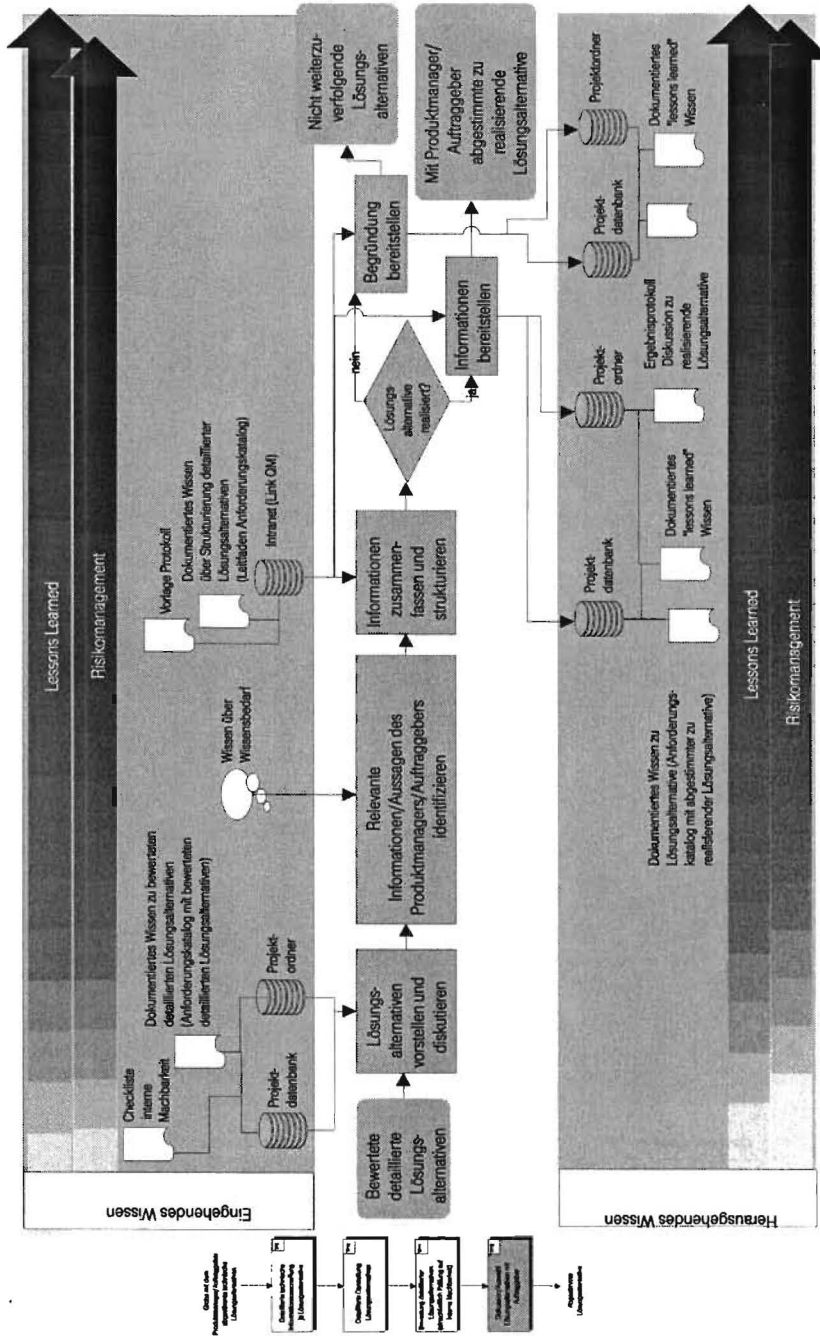 Lessons Learned
Risikomanagement
Eingehendes Wissen
Checkliste
interne
Machbarkeit
Dokumentiertes Wissen zu bewerteten
detaillierten Lösungsalternativen
(Anforderungskatalog mit bewerteten
detaillierten Lösungsalternativen)
Projekt-
datenbank
Projekt-
ordner
Wissen über
Wissensbedarf
Vorlage Protokoll
Dokumentiertes Wissen
über Strukturierung detaillierter
Lösungsalternativen
(Leitfaden Anforderungskatalog)
Intranet (Link QM)
Bewertete
detaillierte
Lösungs-
alternativen
Lösungs-
alternativen
vorstellen und
diskutieren
Relevante
Informationen/Aussagen des
Produktmanagers/Auftraggebers
identifizieren
Informationen
zusammen-
fassen und
strukturieren
Lösungs
alternative
realisiert?
nein
ja
Begründung
bereitstellen
Informationen
bereitstellen
Nicht weiterzu-
verfolgende
Lösungs-
alternativen
Mit Produktmanager/
Auftraggeber
abgestimmte zu
realisierende
Lösungsalternative
Herausgehendes Wissen
Dokumentiertes Wissen zu
Lösungsalternative (Anforderungs-
katalog mit abgestimmter zu
realisierender Lösungsalternative)
Projekt-
datenbank
Dokumentiertes
"lessons learned"
Wissen
Projekt-
ordner
Ergebnisprotokoll
Diskussion zu
realisierende
Lösungsalternative
Projekt-
datenbank
Projektordner
Dokumentiertes
"lessons learned"
Wissen
Lessons Learned
Risikomanagement